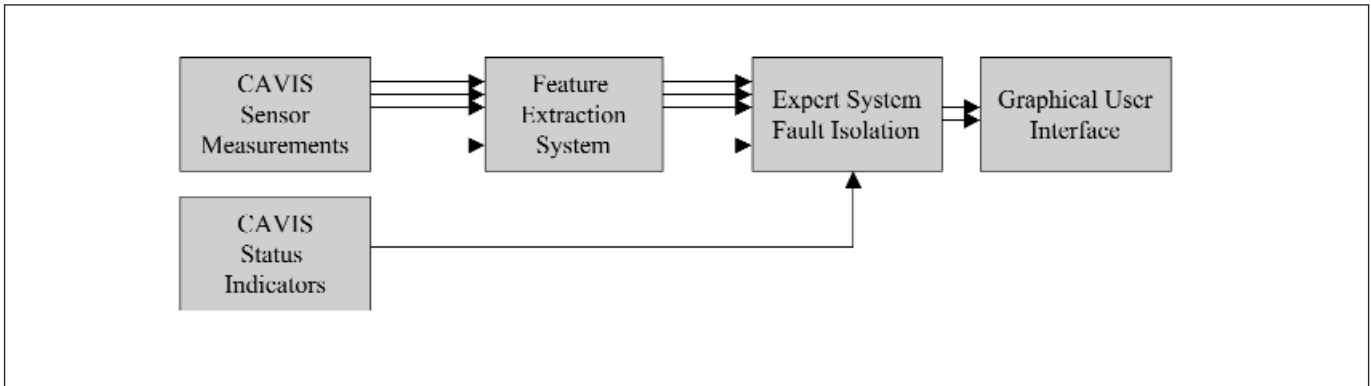 CAVIS
Sensor
Measurements
Feature
Extraction
System
Expert System
Fault Isolation
Graphical User
Interface
CAVIS
Status
Indicators